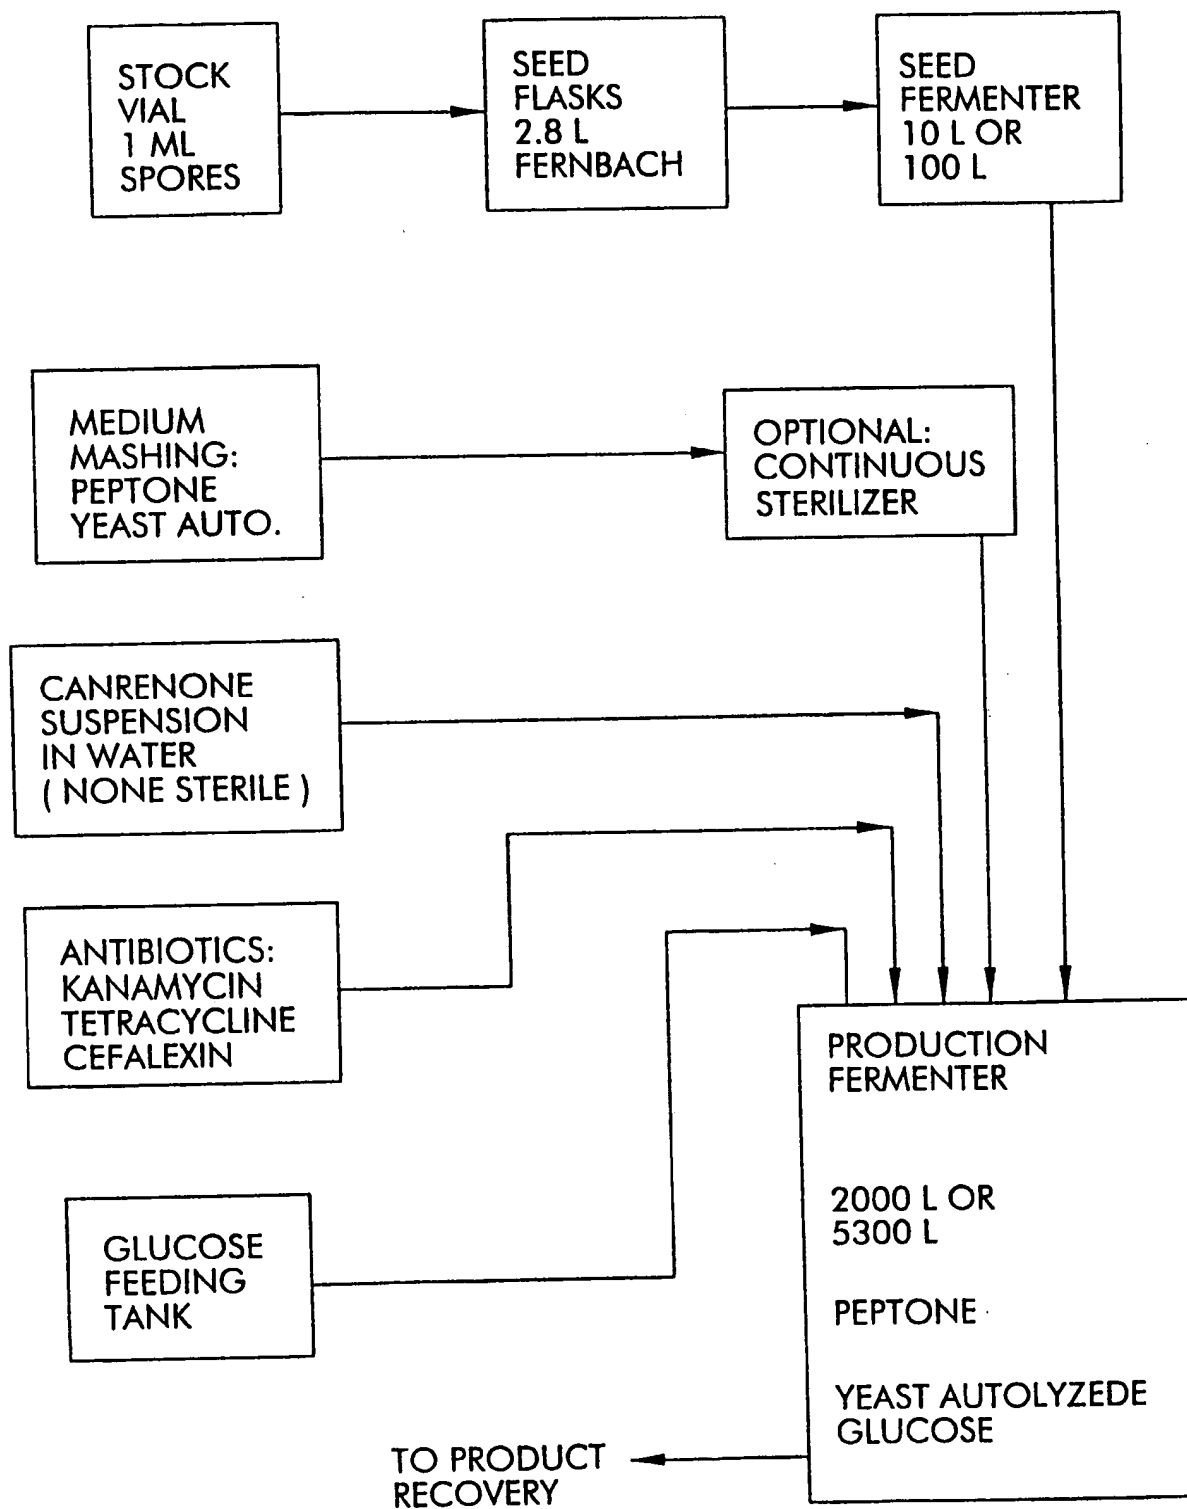 STOCK
VIAL
1 ML
SPORES
SEED
FLASKS
2.8 L
FERNBACH
SEED
FERMENTER
10 L OR
100 L
MEDIUM
MASHING:
PEPTONE
YEAST AUTO.
OPTIONAL:
CONTINUOUS
STERILIZER
CANRENONE
SUSPENSION
IN WATER
( NONE STERILE )
ANTIBIOTICS:
KANAMYCIN
TETRACYCLINE
CEFALEXIN
GLUCOSE
FEEDING
TANK
PRODUCTION
FERMENTER
2000 L OR
5300 L
PEPTONE
YEAST AUTOLYZEDE
GLUCOSE
TO PRODUCT
RECOVERY